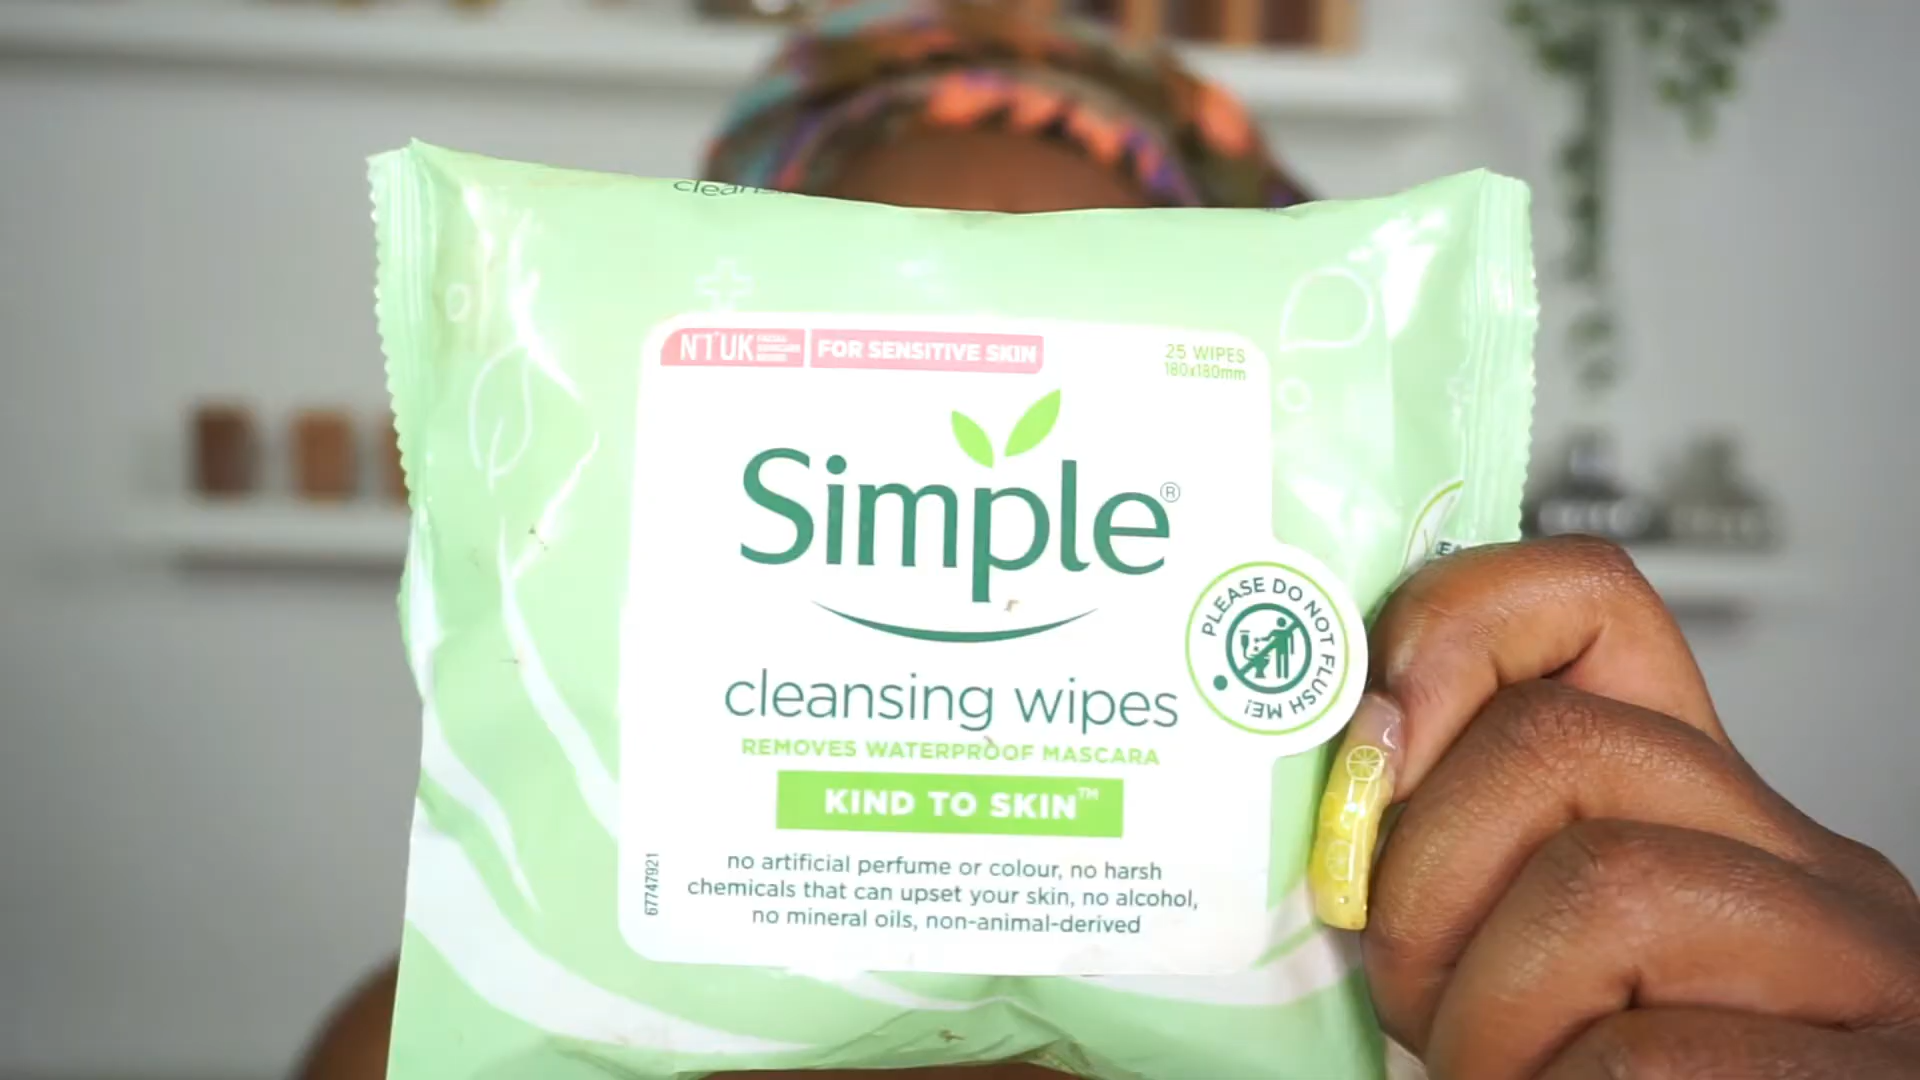 N°1 UK
FOR SENSITIVE SKIN
25 WIPES
180x180mm
Simple®
PLEASE DO NOT FLUSH ME!
cleansing wipes
REMOVES WATERPROOF MASCARA
KIND TO SKIN™
no artificial perfume or colour, no harsh
chemicals that can upset your skin, no alcohol,
no mineral oils, non-animal-derived
67747921